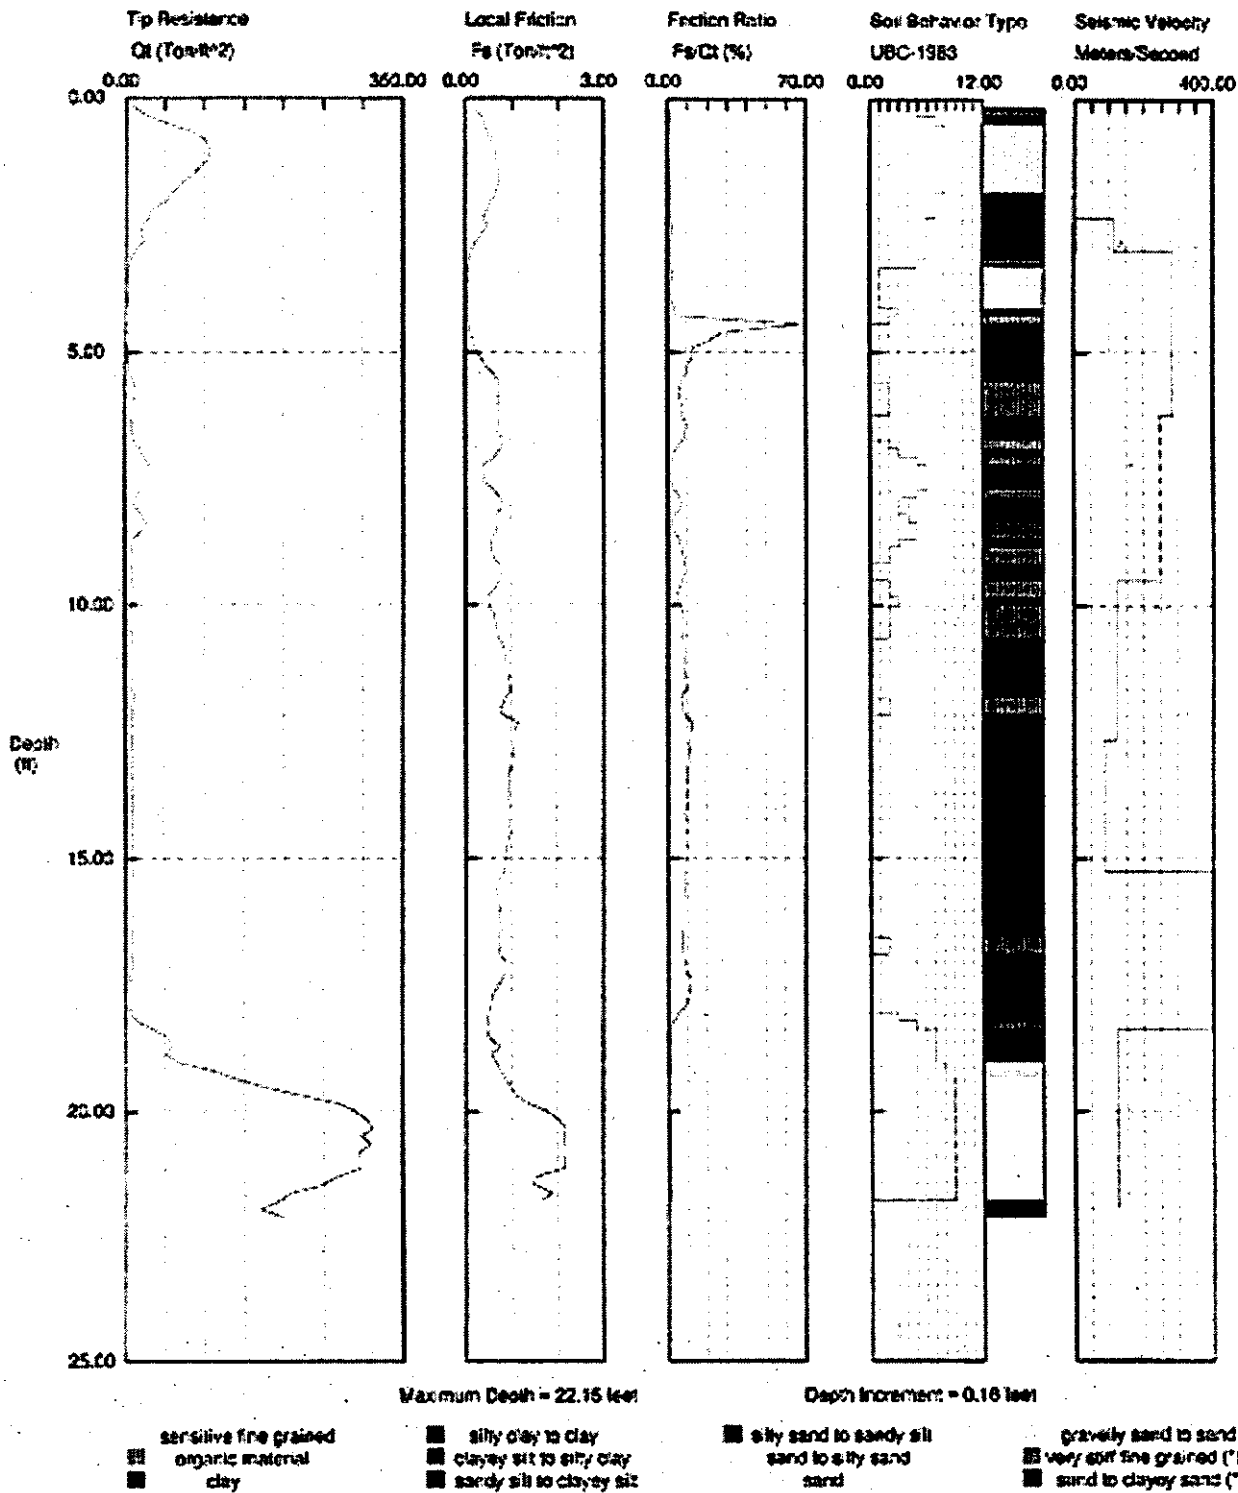 Tip Resistance Local Friction Friction Ratio Soil Behavior Type Seismic Velocity
Qt (Ton/ft^2) Fs (Ton/ft^2) Fs/Qt (%) UBC-1983 Meters/Second
0.00 350.00 0.00 3.00 0.00 70.00 0.00 12.00 0.00 400.00
0.00
5.00
10.00
Depth
(ft)
15.00
20.00
25.00
Maximum Depth = 22.15 feet Depth Increment = 0.16 feet
sensitive fine grained silty clay to clay silty sand to sandy silt gravelly sand to sand
organic material clayey silt to silty clay sand to silty sand very stiff fine grained (*
clay sandy silt to clayey silt sand sand to clayey sand (*